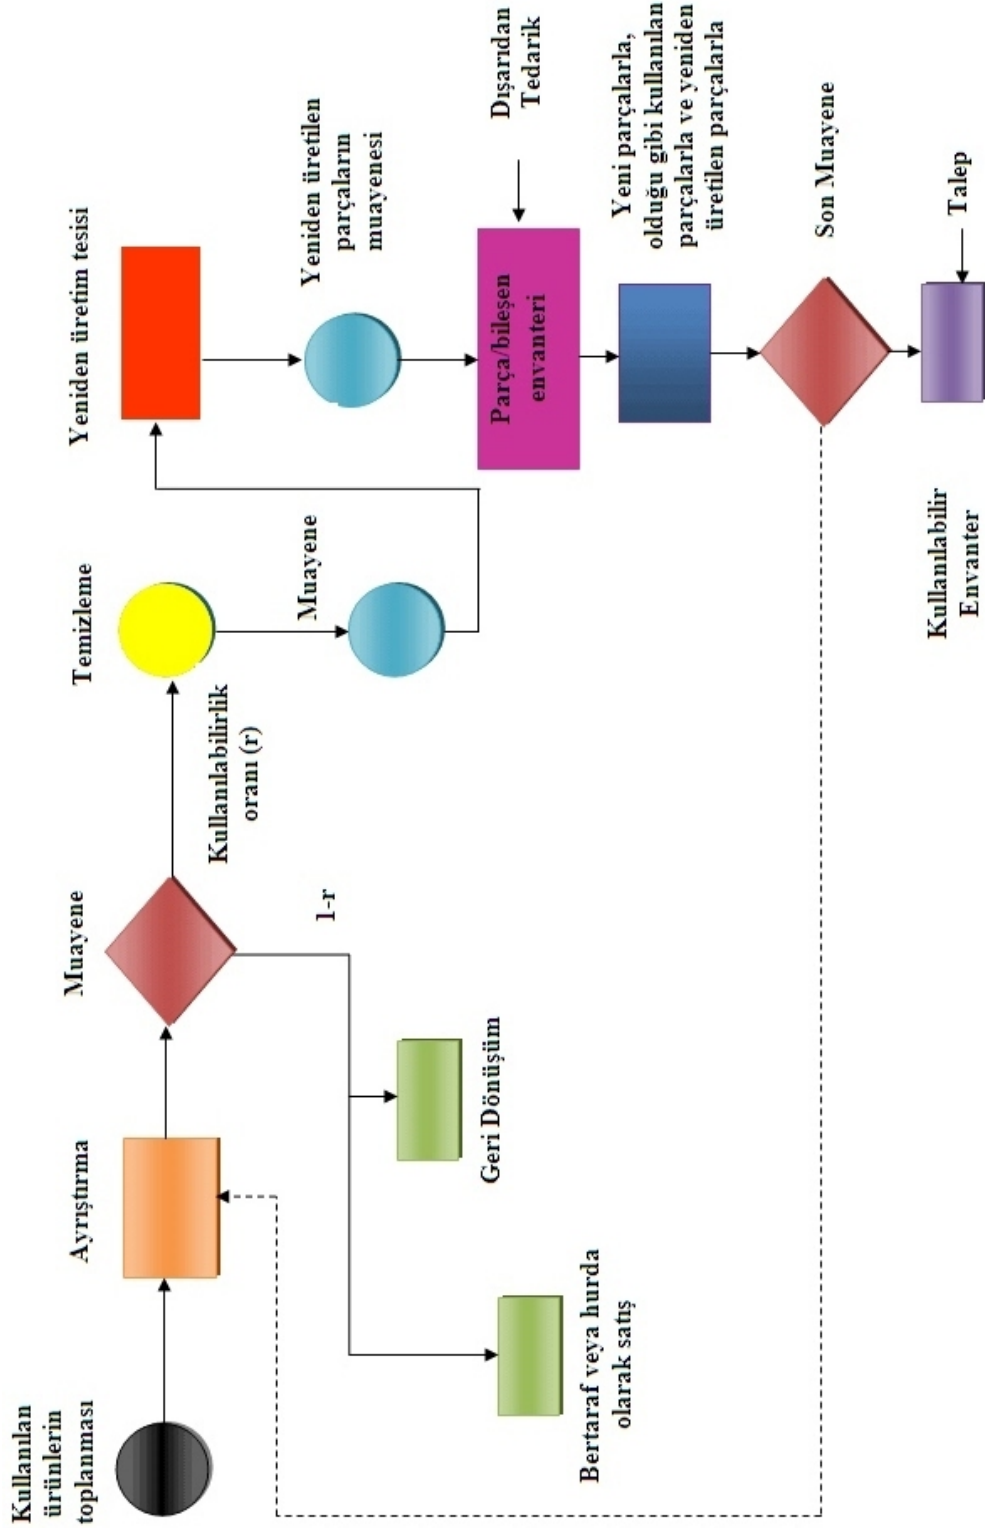 Kullanılan
ürünlerin
toplanması
Ayrıştırma
Muayene
Temizleme
Yeniden üretim tesisi
Kullanılabilirlik
oranı (r)
1-r
Muayene
Yeniden üretilen
parçaların
muayenesi
Geri Dönüşüm
Bertaraf veya hurda
olarak satış
Parça/bileşen
envanteri
Dışarıdan
Tedarik
Yeni parçalarla,
olduğu gibi kullanılan
parçalarla ve yeniden
üretilen parçalarla
Son Muayene
Kullanılabilir
Envanter
Talep